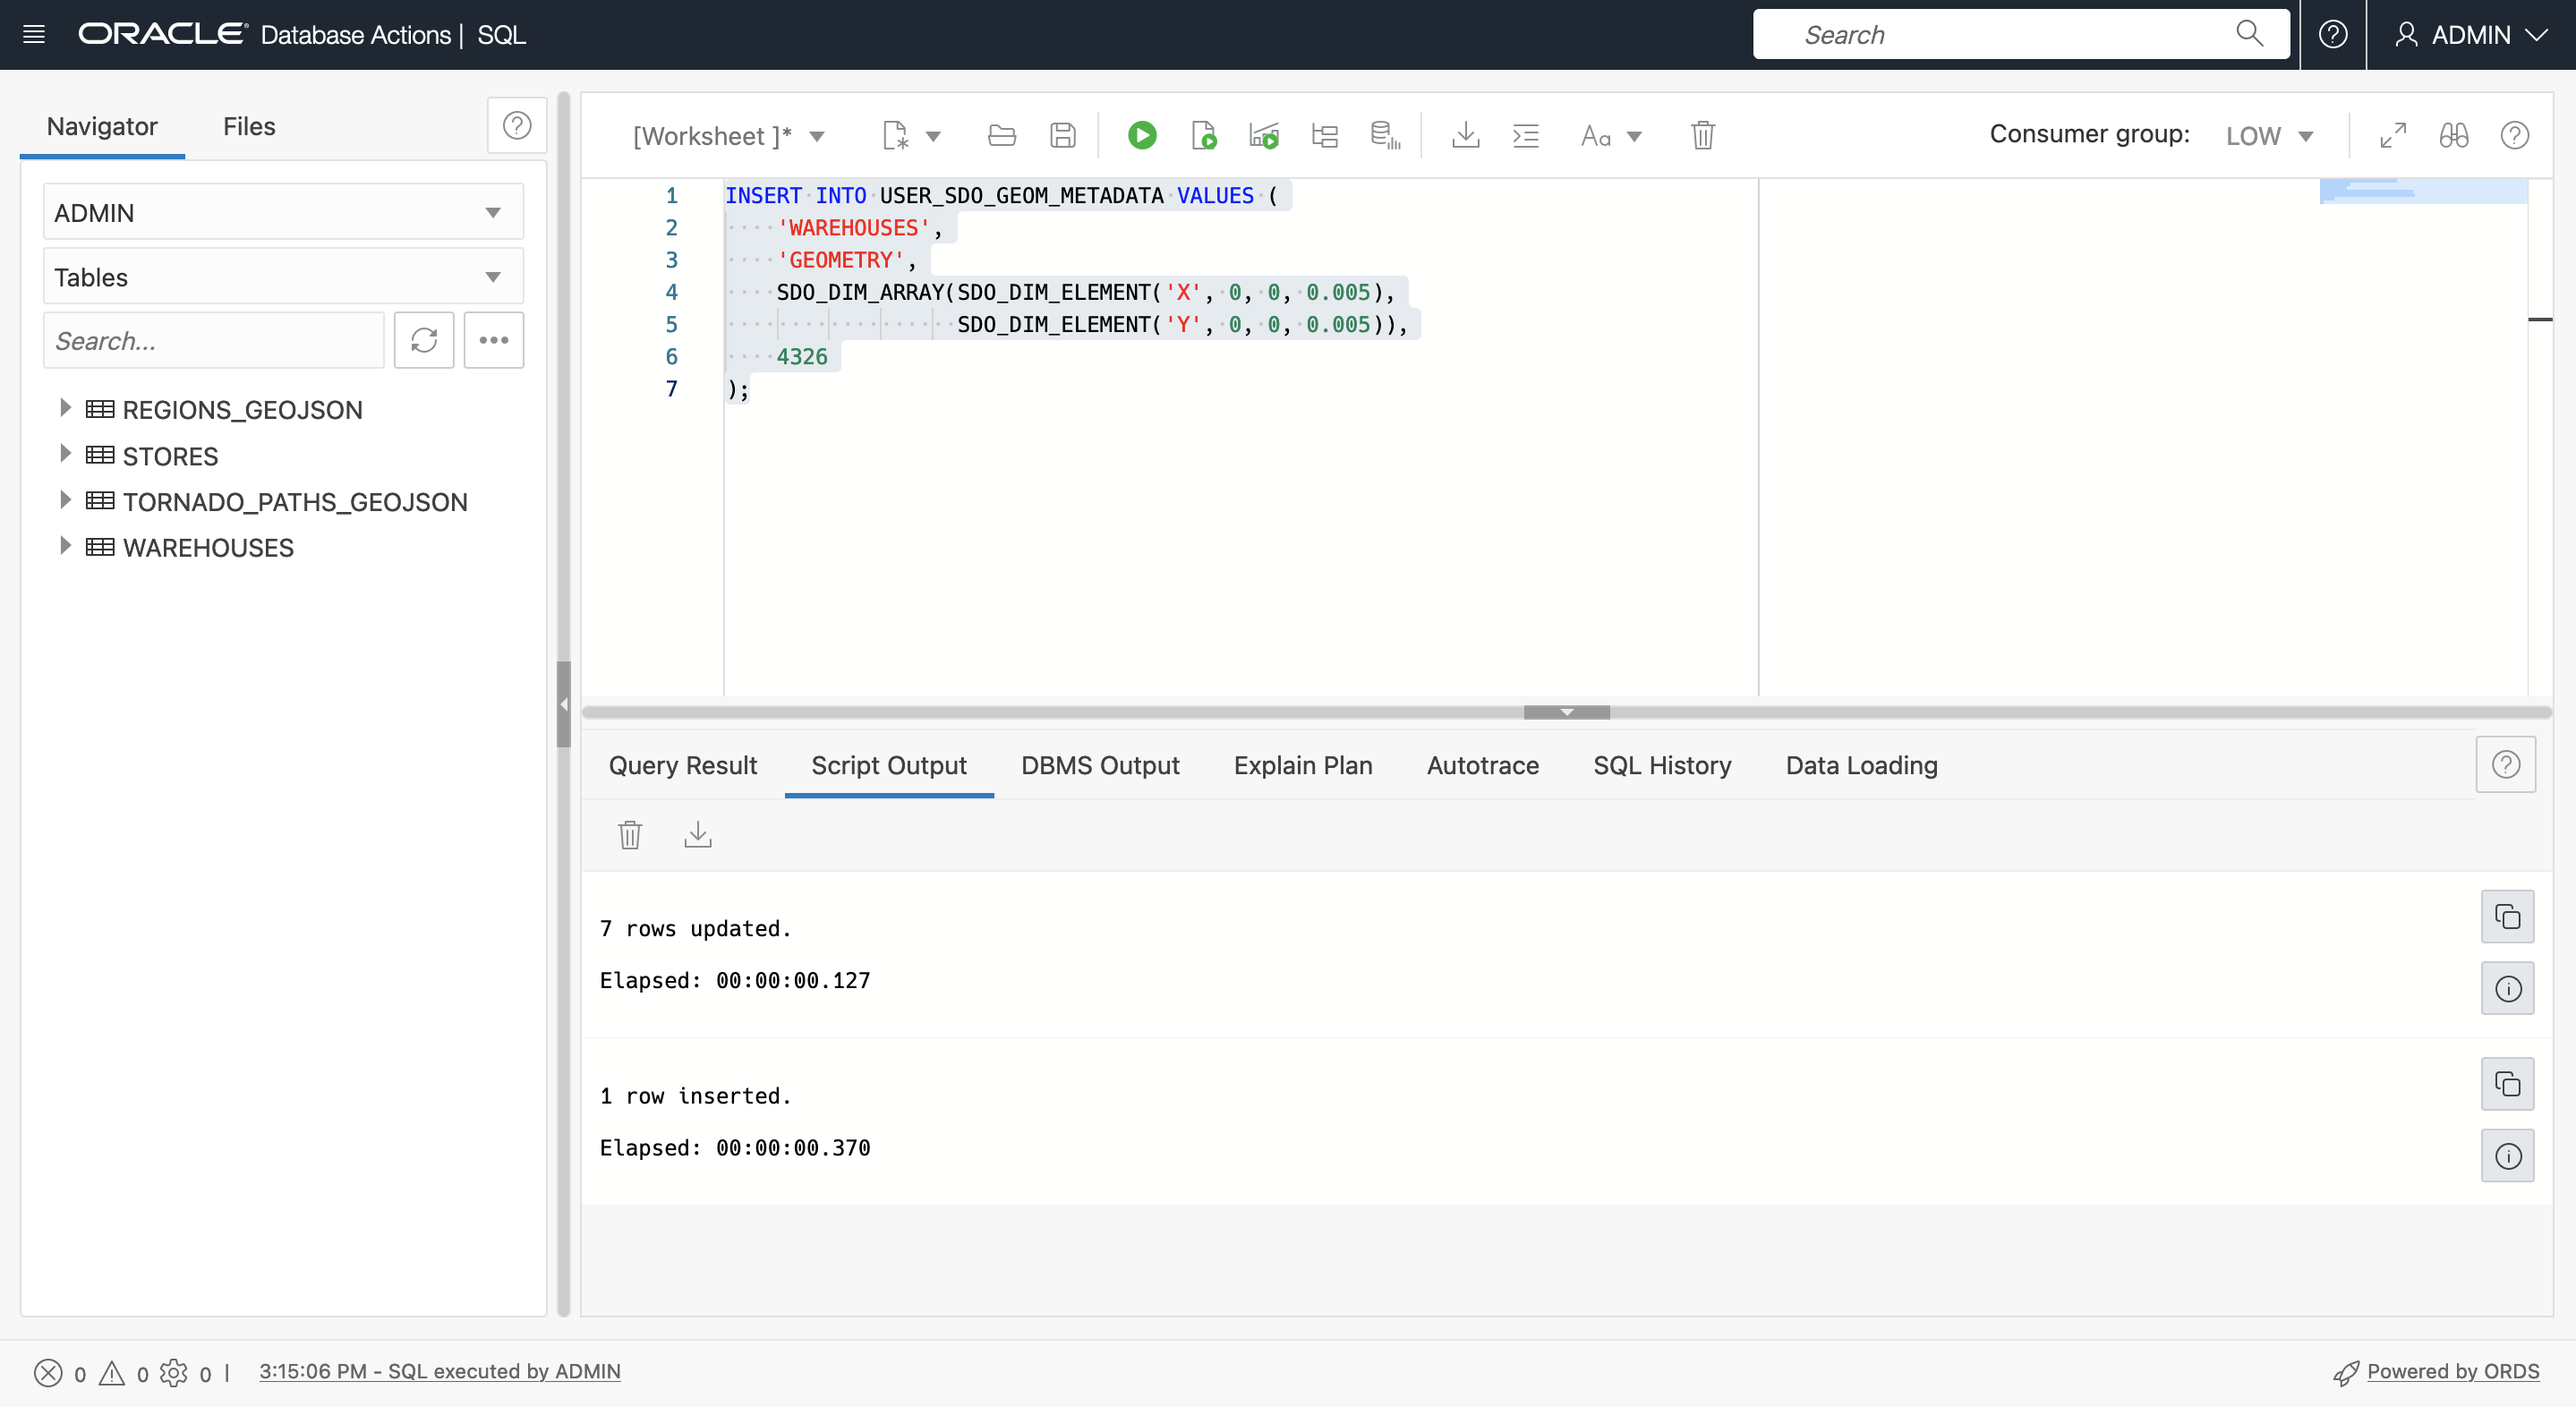 ORACLE Database Actions | SQL
Search
ADMIN
Navigator
Files
ADMIN
Tables
Search...
REGIONS_GEOJSON
STORES
TORNADO_PATHS_GEOJSON
WAREHOUSES
[Worksheet ]*
Aa
Consumer group: LOW
1 INSERT INTO USER_SDO_GEOM_METADATA VALUES (
2 'WAREHOUSES',
3 'GEOMETRY',
4 SDO_DIM_ARRAY(SDO_DIM_ELEMENT('X', 0, 0, 0.005),
5 SDO_DIM_ELEMENT('Y', 0, 0, 0.005)),
6 4326
7 );
Query Result
Script Output
DBMS Output
Explain Plan
Autotrace
SQL History
Data Loading
7 rows updated.
Elapsed: 00:00:00.127
1 row inserted.
Elapsed: 00:00:00.370
0 0 0 | 3:15:06 PM - SQL executed by ADMIN
Powered by ORDS